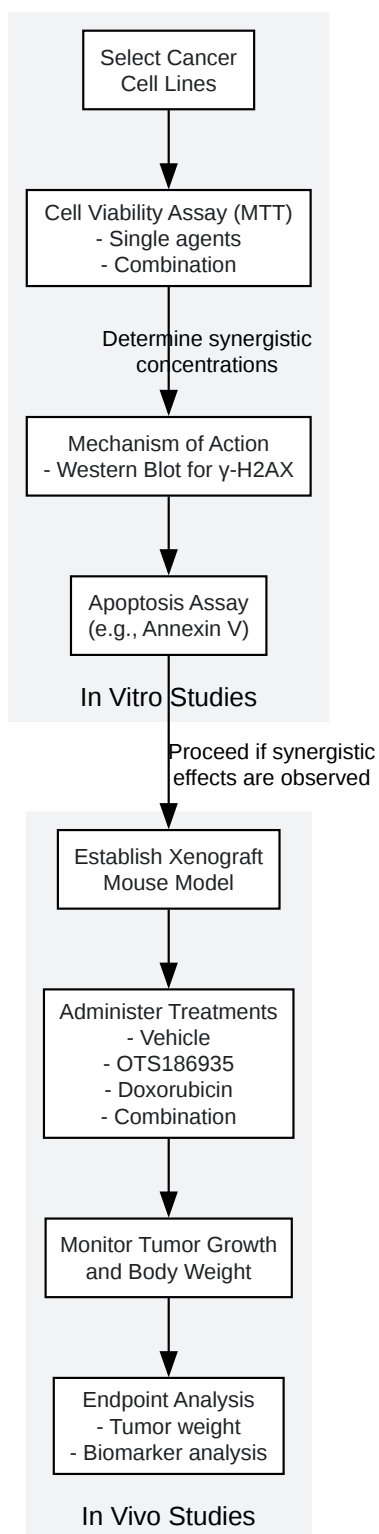 Select Cancer
Cell Lines
Cell Viability Assay (MTT)
- Single agents
- Combination
Determine synergistic
concentrations
Mechanism of Action
- Western Blot for γ-H2AX
Apoptosis Assay
(e.g., Annexin V)
In Vitro Studies
Proceed if synergistic
effects are observed
Establish Xenograft
Mouse Model
Administer Treatments
- Vehicle
- OTS186935
- Doxorubicin
- Combination
Monitor Tumor Growth
and Body Weight
Endpoint Analysis
- Tumor weight
- Biomarker analysis
In Vivo Studies